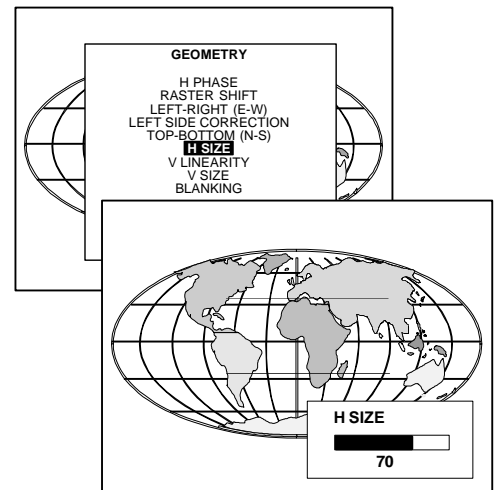 GEOMETRY
H PHASE
RASTER SHIFT
LEFT-RIGHT (E-W)
LEFT SIDE CORRECTION
TOP-BOTTOM (N-S)
H SIZE
V LINEARITY
V SIZE
BLANKING
H SIZE
70